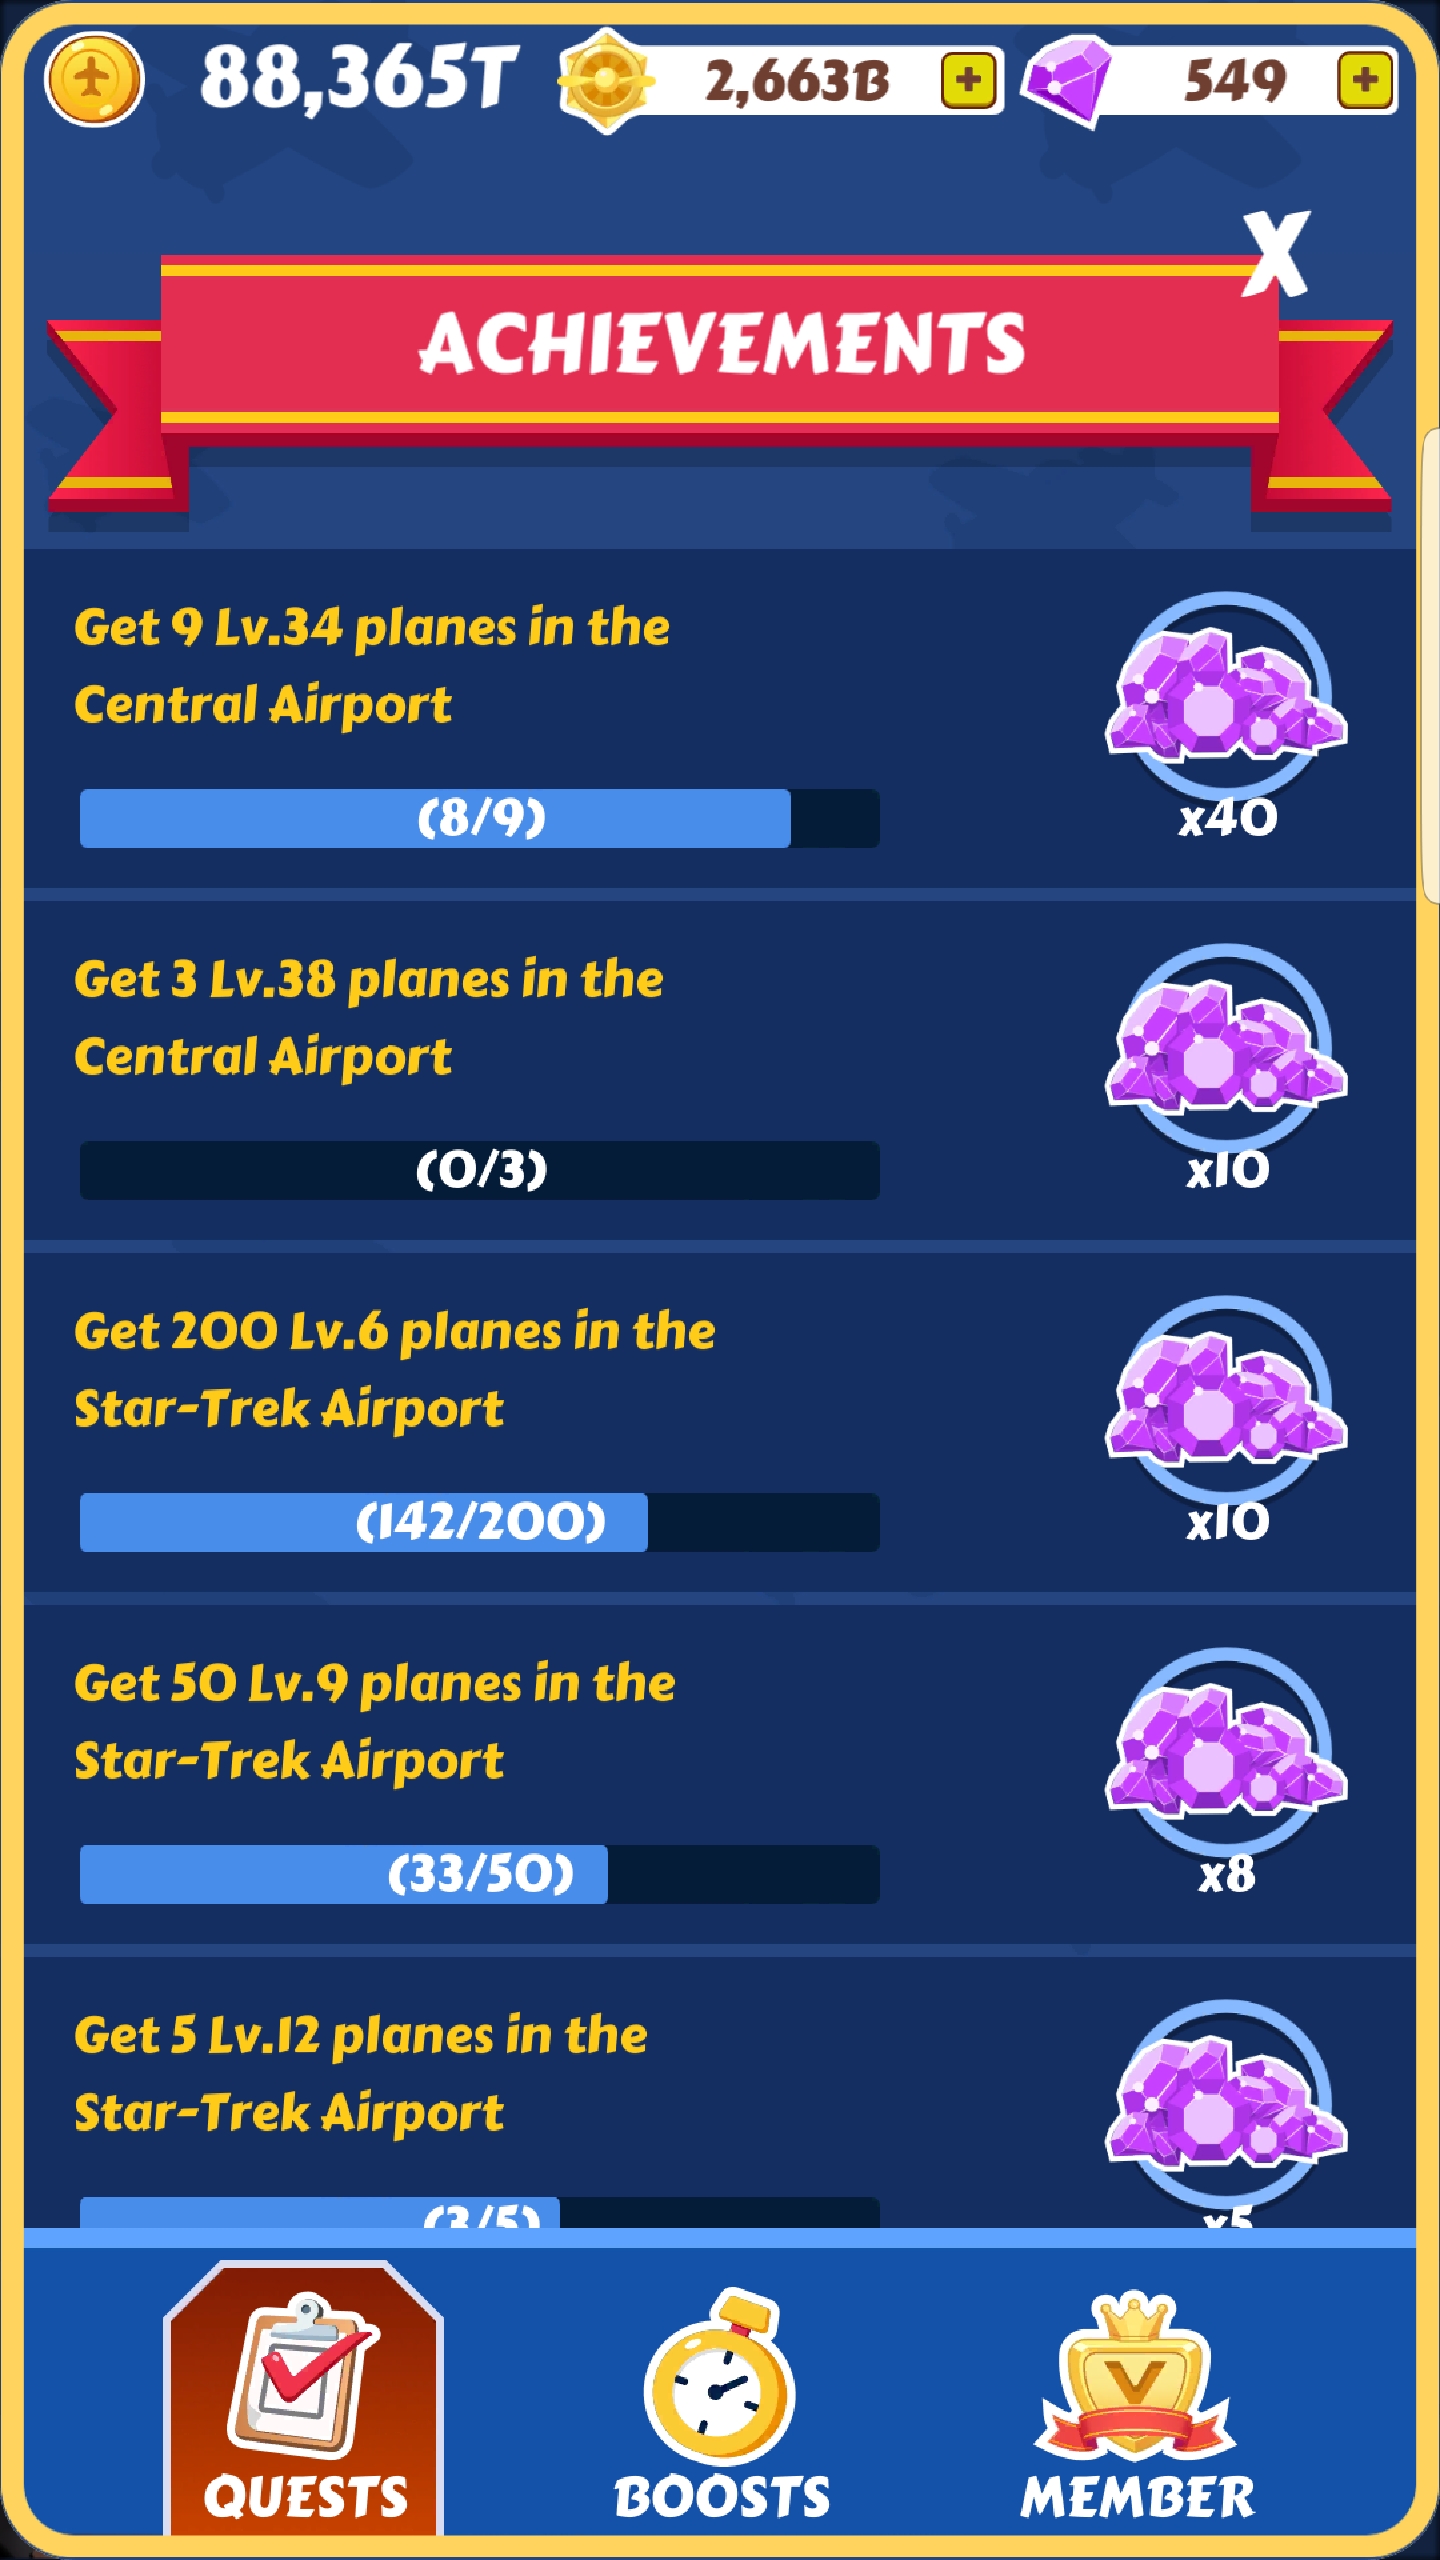 88,365T 2,663B + 549 +
X
ACHIEVEMENTS
Get 9 Lv.34 planes in the
Central Airport
(8/9)
x40
Get 3 Lv.38 planes in the
Central Airport
(0/3)
x10
Get 200 Lv.6 planes in the
Star-Trek Airport
(142/200)
x10
Get 50 Lv.9 planes in the
Star-Trek Airport
(33/50)
x8
Get 5 Lv.12 planes in the
Star-Trek Airport
(3/5)
x5
V
QUESTS BOOSTS MEMBER